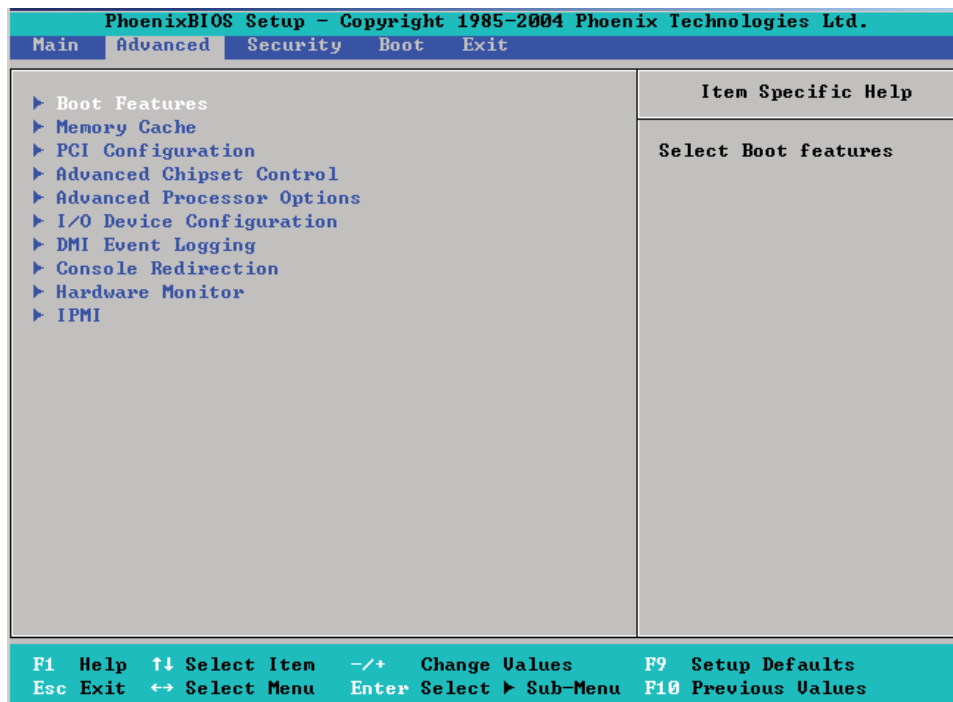 PhoenixBIOS Setup - Copyright 1985-2004 Phoenix Technologies Ltd.
Main Advanced Security Boot Exit
Item Specific Help
Select Boot features
▶ Boot Features
▶ Memory Cache
▶ PCI Configuration
▶ Advanced Chipset Control
▶ Advanced Processor Options
▶ I/O Device Configuration
▶ DMI Event Logging
▶ Console Redirection
▶ Hardware Monitor
▶ IPMI
F1 Help ↑↓ Select Item -/+ Change Values F9 Setup Defaults
Esc Exit ↔ Select Menu Enter Select ▶ Sub-Menu F10 Previous Values